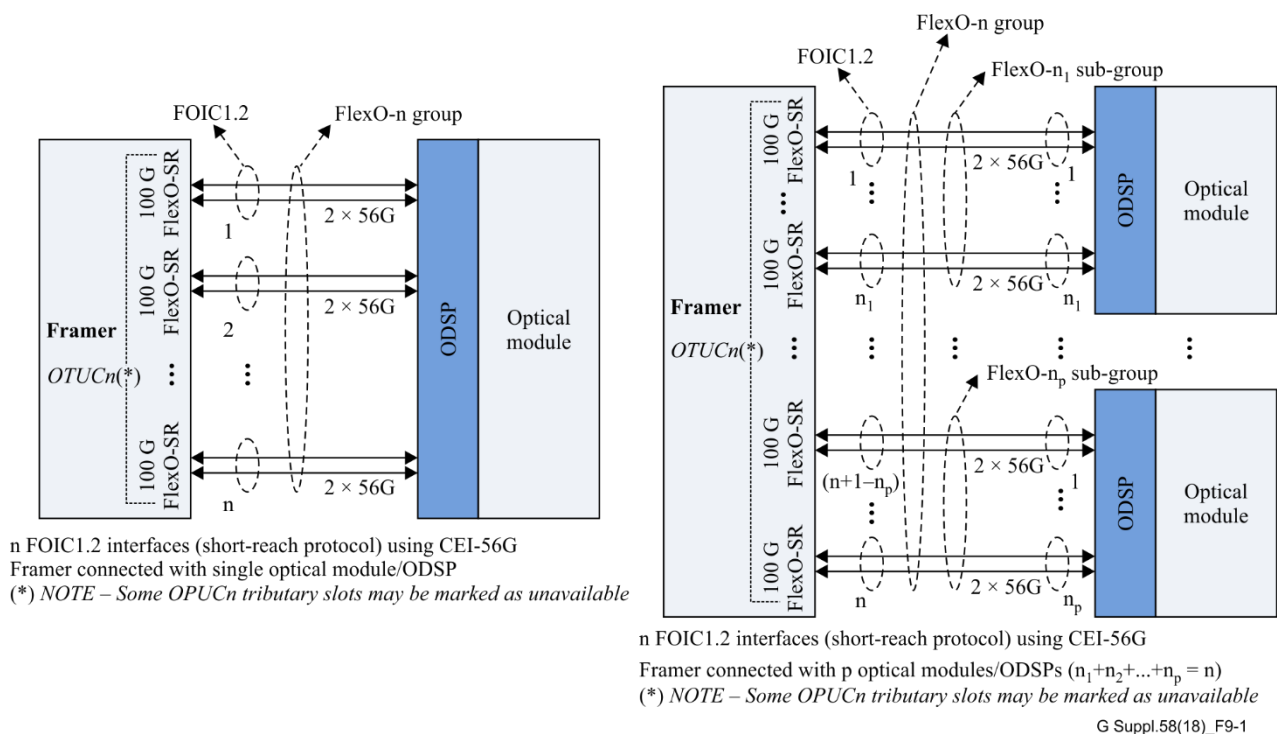 FOIC1.2
FlexO-n group
100 G
FlexO-SR
2 × 56G
1
100 G
FlexO-SR
2 × 56G
2
Framer
OTUCn(*)
ODSP
Optical
module
100 G
FlexO-SR
2 × 56G
n
n FOIC1.2 interfaces (short-reach protocol) using CEI-56G
Framer connected with single optical module/ODSP
(*) NOTE – Some OPUCn tributary slots may be marked as unavailable
FlexO-n group
FOIC1.2
FlexO-n₁ sub-group
100 G
FlexO-SR
2 × 56G
1
1
ODSP
Optical
module
100 G
FlexO-SR
2 × 56G
n₁
n₁
Framer
OTUCn(*)
FlexO-nₚ sub-group
100 G
FlexO-SR
2 × 56G
(n+1–nₚ)
1
ODSP
Optical
module
100 G
FlexO-SR
2 × 56G
n
nₚ
n FOIC1.2 interfaces (short-reach protocol) using CEI-56G
Framer connected with p optical modules/ODSPs (n₁+n₂+...+nₚ = n)
(*) NOTE – Some OPUCn tributary slots may be marked as unavailable
G Suppl.58(18)_F9-1